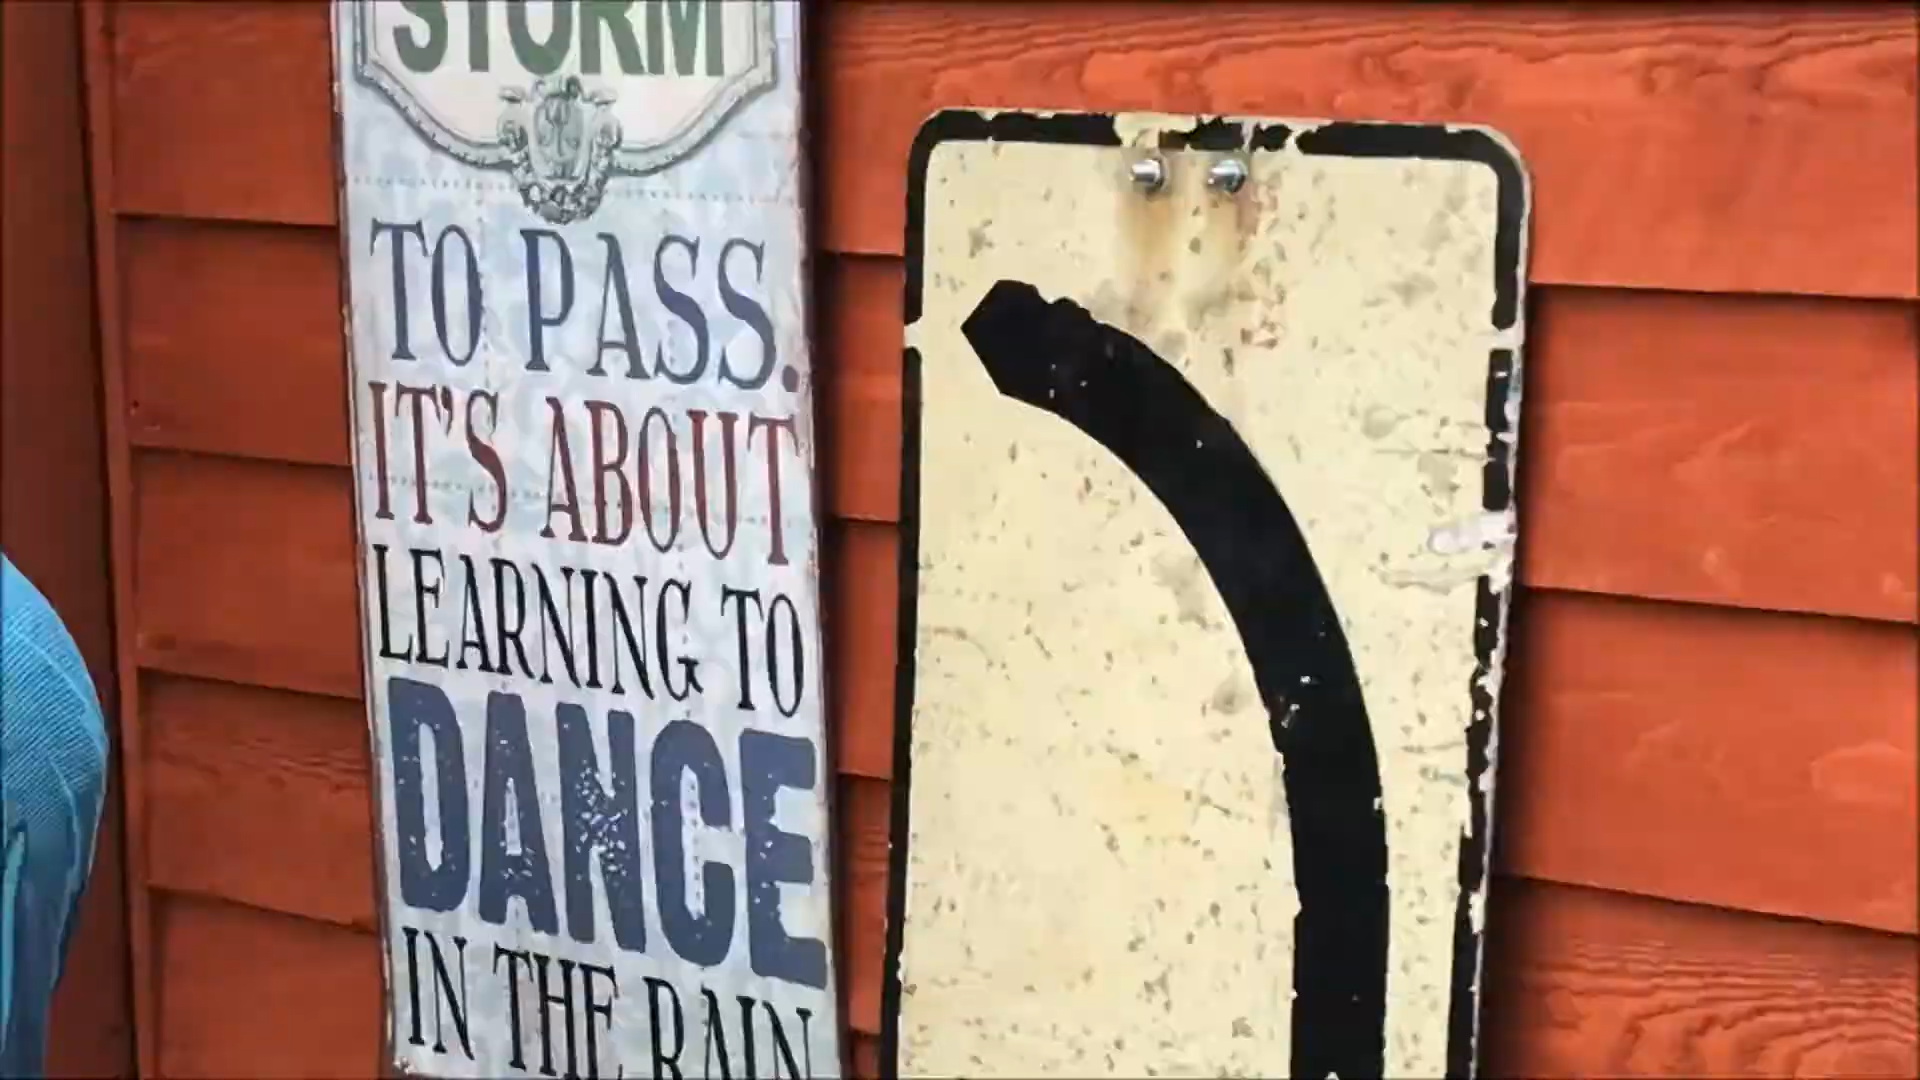 STORM
TO PASS.
IT'S ABOUT
LEARNING TO
DANCE
IN THE RAIN